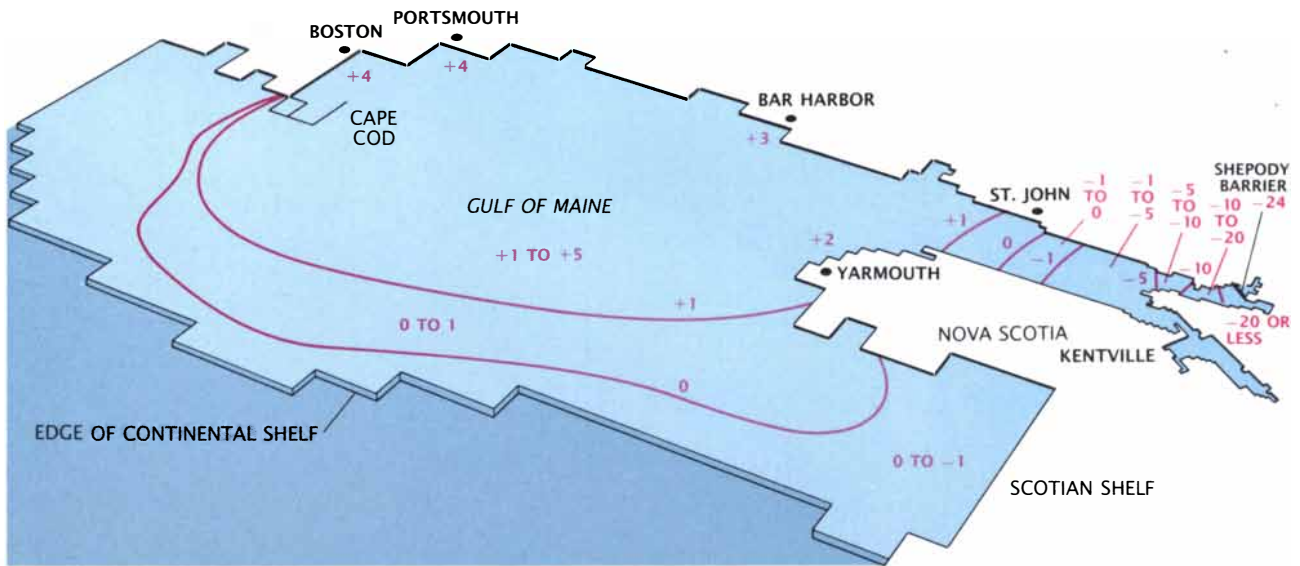 PORTSMOUTH
BOSTON
+4
+4
CAPE
COD
BAR HARBOR
+3
GULF OF MAINE
+1 TO +5
ST. JOHN
+1
0
-1
TO
0
-1
TO
-5
-5
TO
-10
-10
TO
-20
SHEPODY
BARRIER
-24
+2
YARMOUTH
-1
-5
-10
-20 OR
LESS
+1
0 TO 1
NOVA SCOTIA
KENTVILLE
0
EDGE OF CONTINENTAL SHELF
0 TO -1
SCOTIAN SHELF